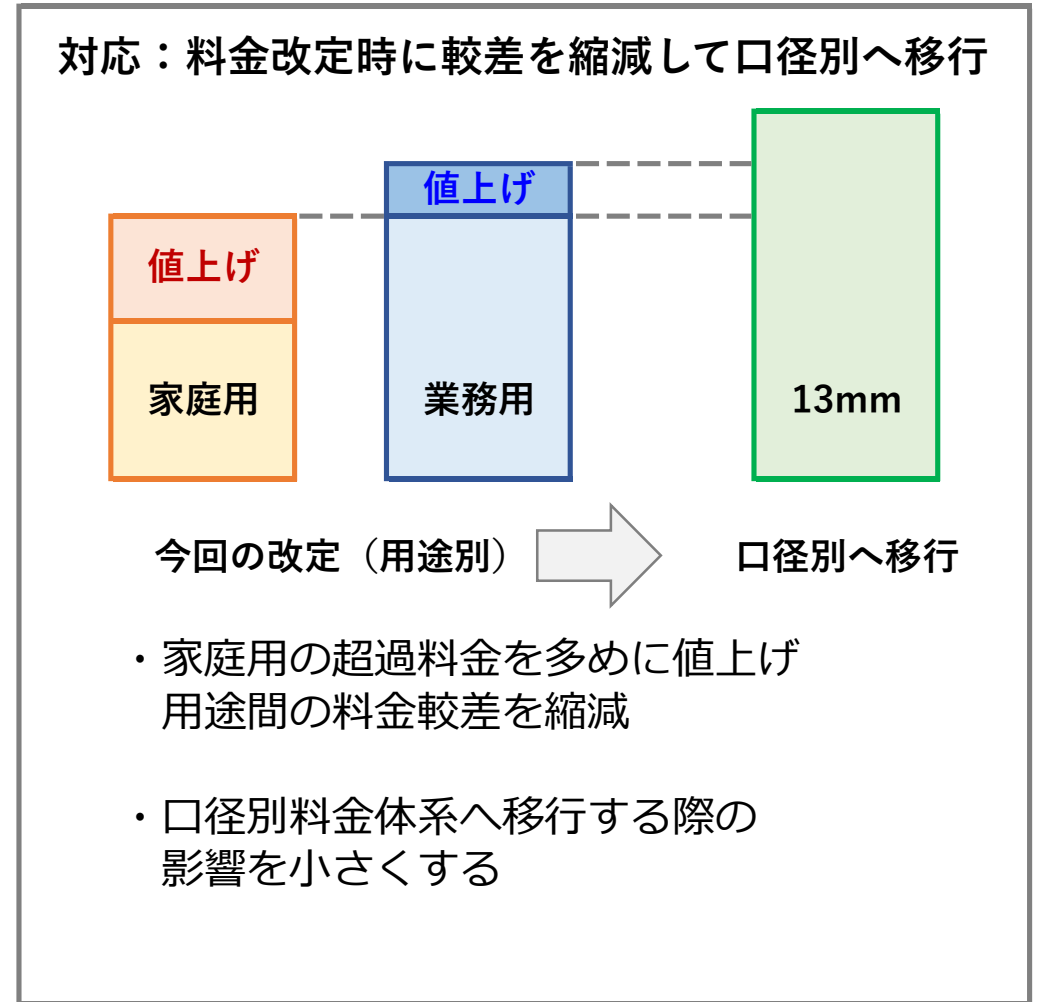 対応：料金改定時に較差を縮減して口径別へ移行
値上げ
値上げ
家庭用
業務用
13mm
今回の改定（用途別）
口径別へ移行
・家庭用の超過料金を多めに値上げ
用途間の料金較差を縮減
・口径別料金体系へ移行する際の
影響を小さくする